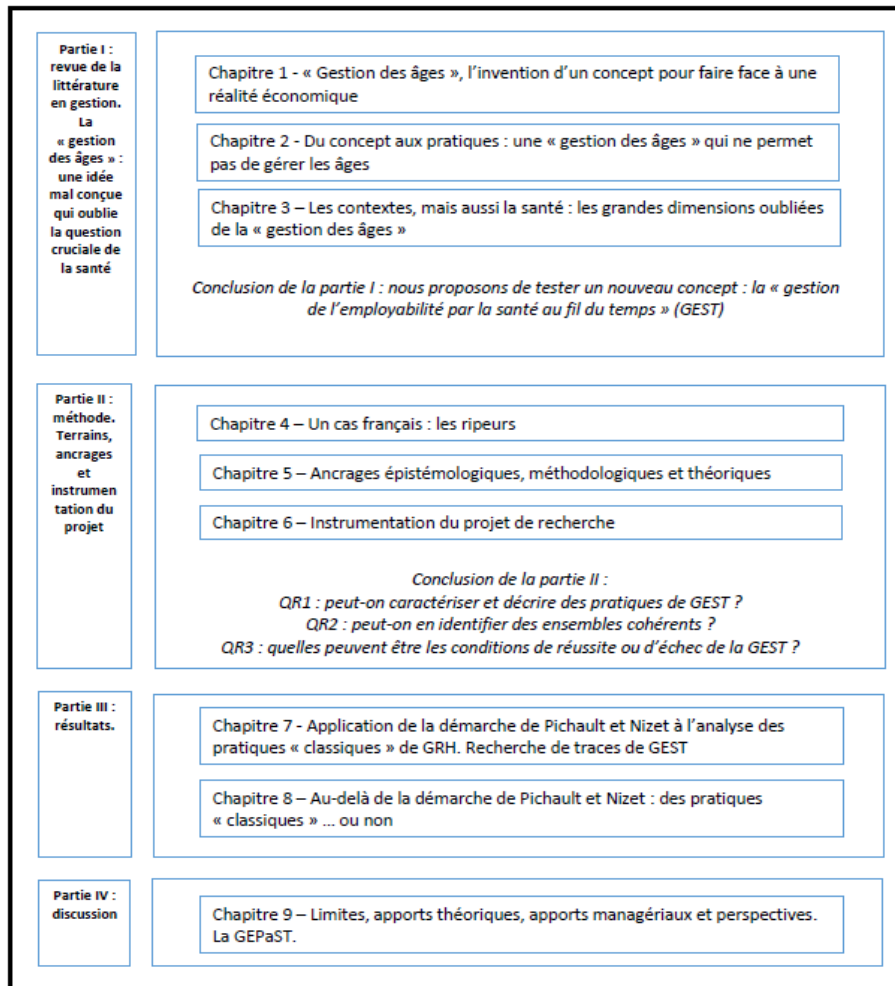 Partie I :
revue de la
littérature
en gestion.
La
« gestion
des âges » :
une idée
mal conçue
qui oublie
la question
cruciale de
la santé
Chapitre 1 - « Gestion des âges », l'invention d'un concept pour faire face à une
réalité économique
Chapitre 2 - Du concept aux pratiques : une « gestion des âges » qui ne permet
pas de gérer les âges
Chapitre 3 – Les contextes, mais aussi la santé : les grandes dimensions oubliées
de la « gestion des âges »
Conclusion de la partie I : nous proposons de tester un nouveau concept : la « gestion
de l'employabilité par la santé au fil du temps » (GEST)
Partie II :
méthode.
Terrains,
ancrages
et
instrumen
tation du
projet
Chapitre 4 – Un cas français : les ripeurs
Chapitre 5 – Ancrages épistémologiques, méthodologiques et théoriques
Chapitre 6 – Instrumentation du projet de recherche
Conclusion de la partie II :
QR1 : peut-on caractériser et décrire des pratiques de GEST ?
QR2 : peut-on en identifier des ensembles cohérents ?
QR3 : quelles peuvent être les conditions de réussite ou d'échec de la GEST ?
Partie III :
résultats.
Chapitre 7 - Application de la démarche de Pichault et Nizet à l'analyse des
pratiques « classiques » de GRH. Recherche de traces de GEST
Chapitre 8 – Au-delà de la démarche de Pichault et Nizet : des pratiques
« classiques » ... ou non
Partie IV :
discussion
Chapitre 9 – Limites, apports théoriques, apports managériaux et perspectives.
La GEPaST.